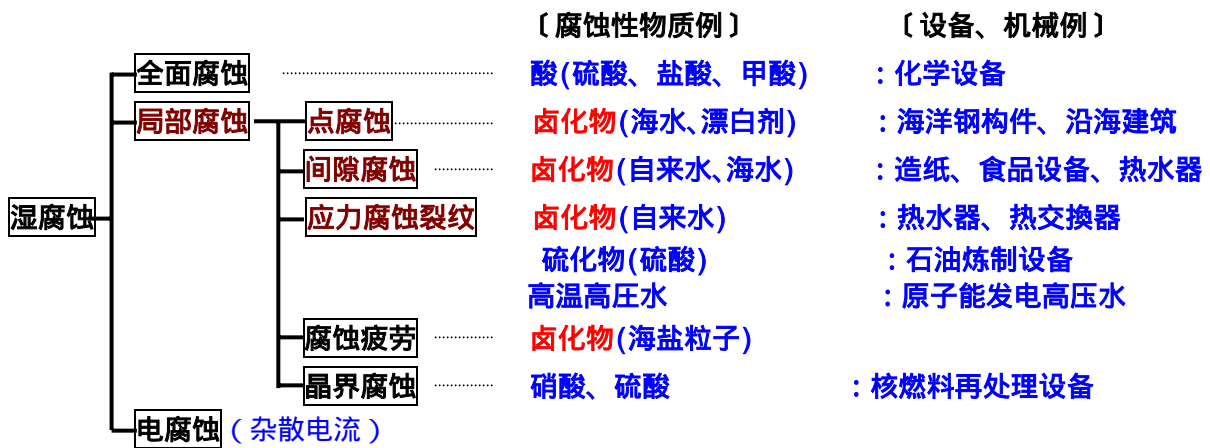 〔腐蚀性物质例〕 〔设备、机械例〕
全面腐蚀 酸(硫酸、盐酸、甲酸) ：化学设备
局部腐蚀 点腐蚀 卤化物(海水、漂白剂) ：海洋钢构件、沿海建筑
间隙腐蚀 卤化物(自来水、海水) ：造纸、食品设备、热水器
湿腐蚀 应力腐蚀裂纹 卤化物(自来水) ：热水器、热交換器
硫化物(硫酸) ：石油炼制设备
高温高圧水 ：原子能发电高压水
腐蚀疲劳 卤化物(海盐粒子)
晶界腐蚀 硝酸、硫酸 ：核燃料再处理设备
电腐蚀（杂散电流）